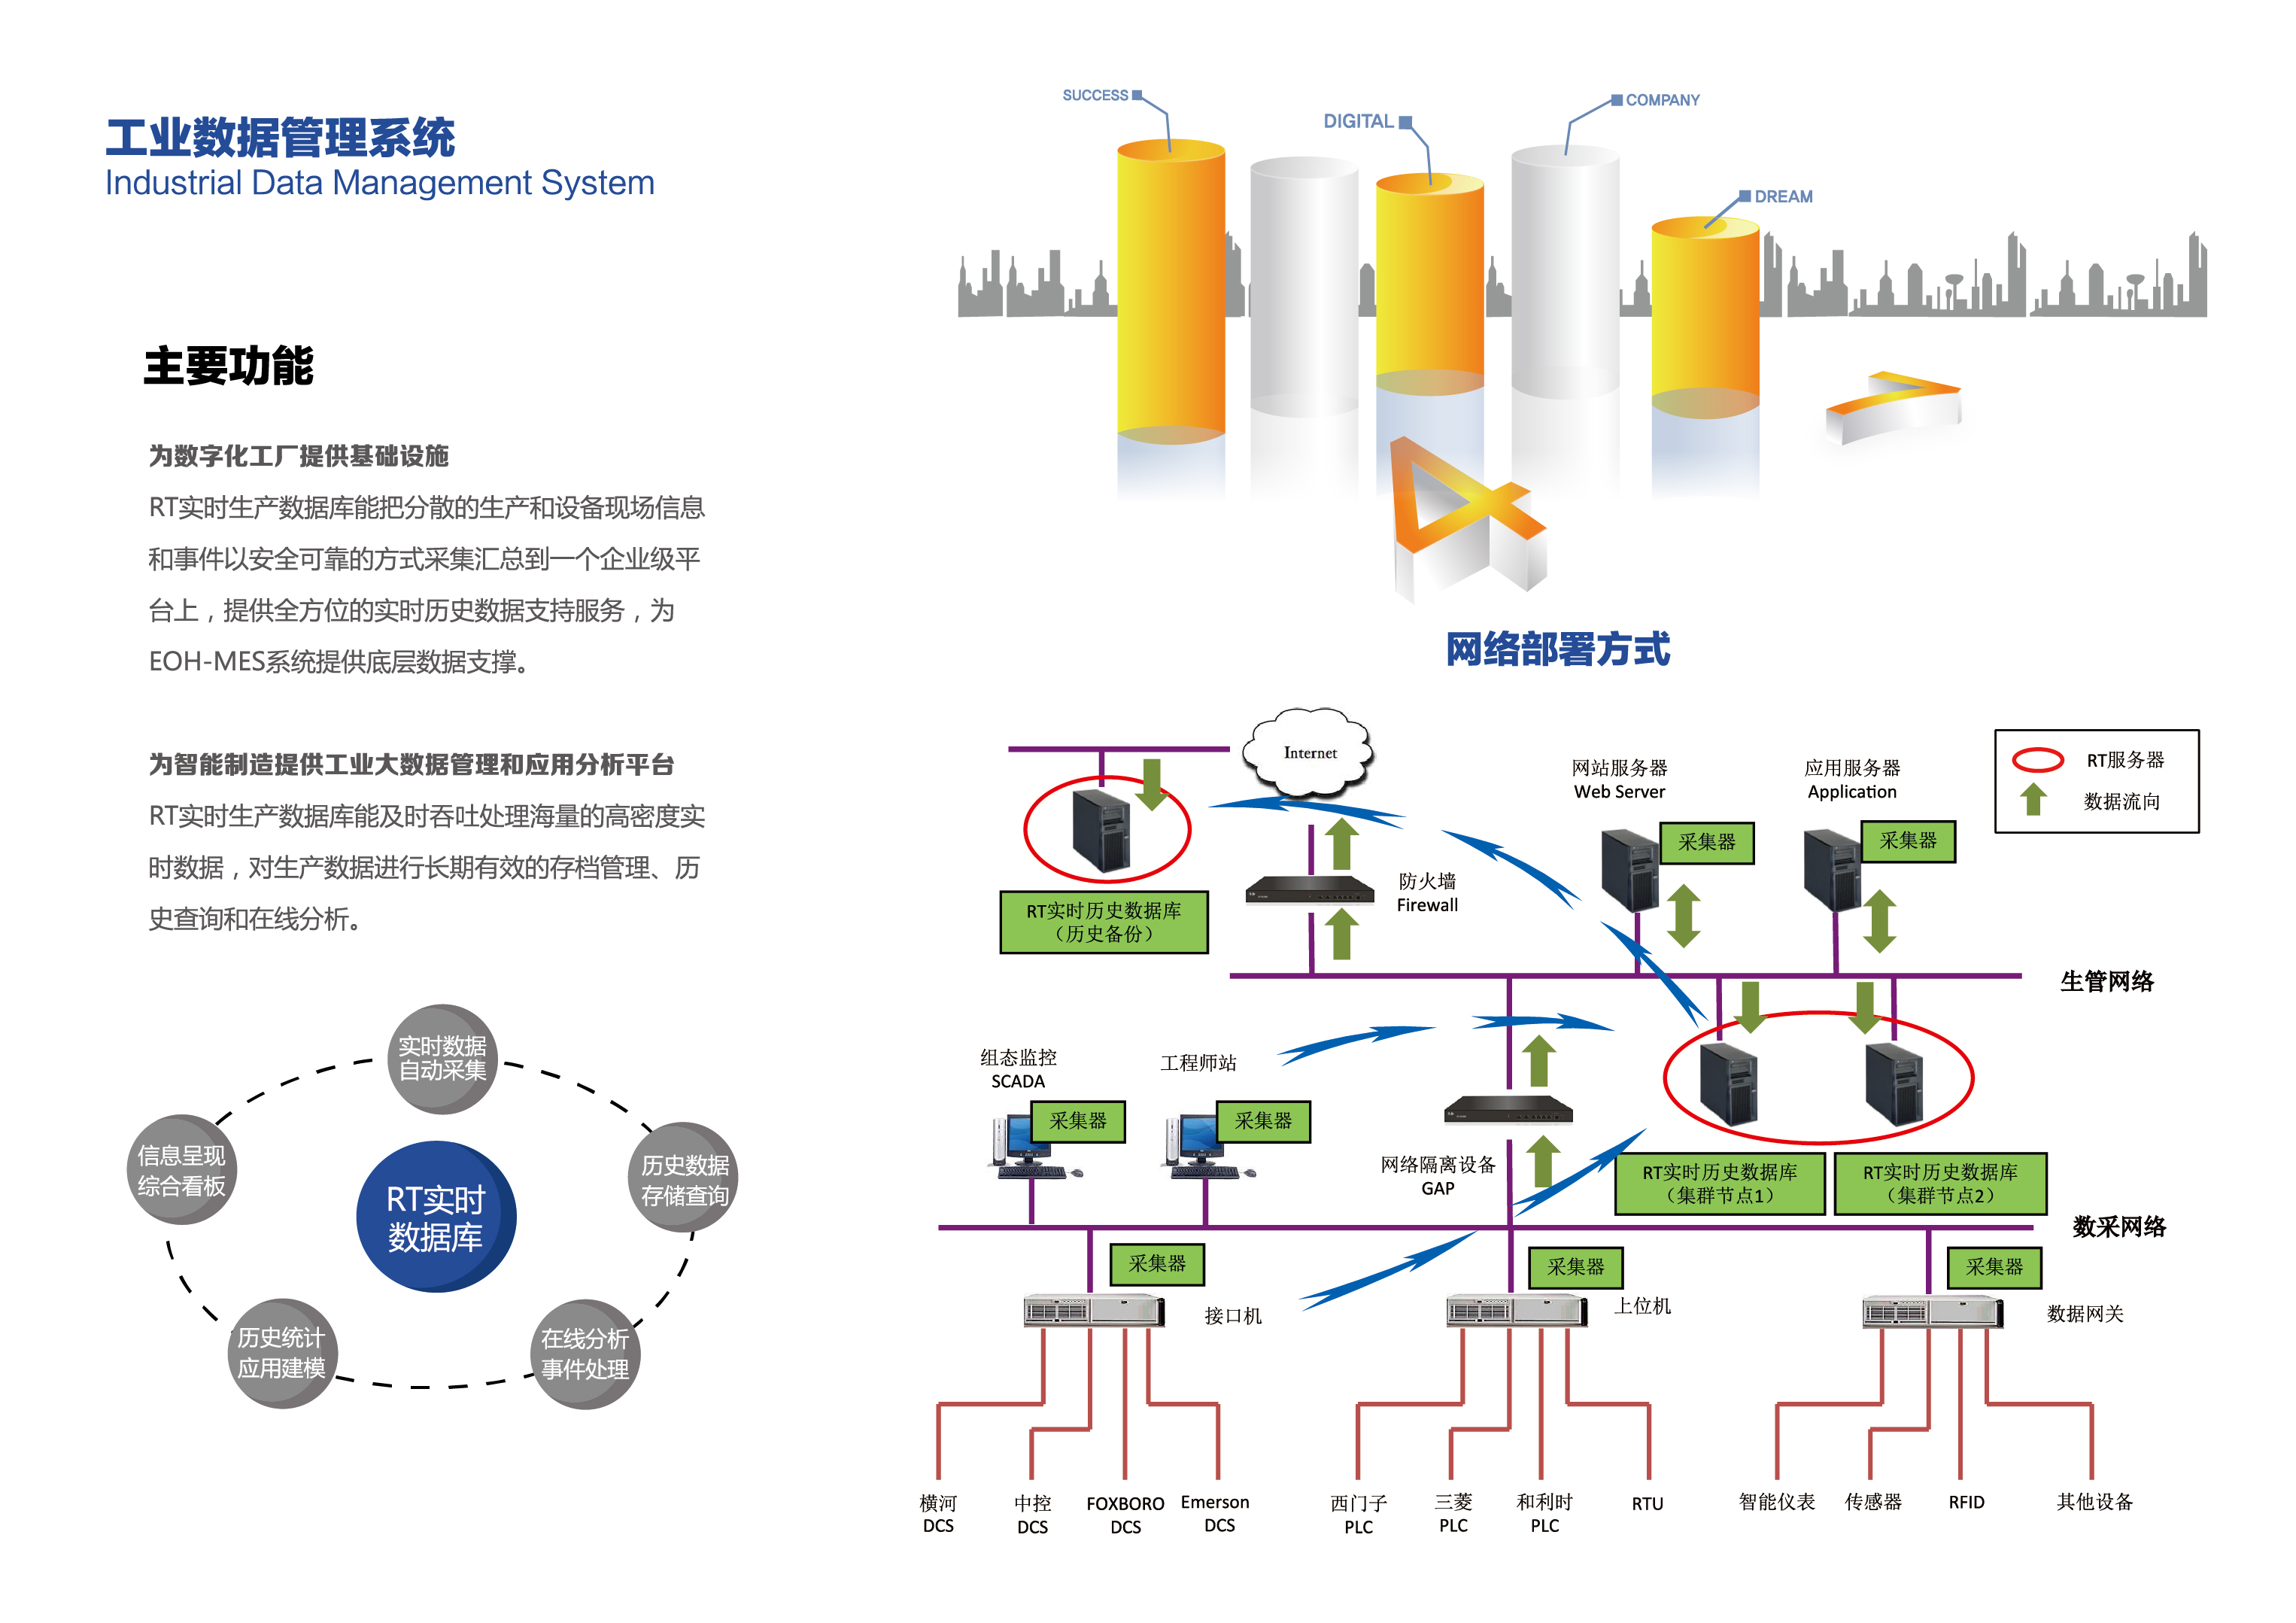 工业数据管理系统
Industrial Data Management System
主要功能
为数字化工厂提供基础设施
RT实时生产数据库能把分散的生产和设备现场信息
和事件以安全可靠的方式采集汇总到一个企业级平
台上，提供全方位的实时历史数据支持服务，为
EOH-MES系统提供底层数据支撑。
为智能制造提供工业大数据管理和应用分析平台
RT实时生产数据库能及时吞吐处理海量的高密度实
时数据，对生产数据进行长期有效的存档管理、历
史查询和在线分析。
实时数据
自动采集
信息呈现
综合看板
历史数据
存储查询
RT实时
数据库
历史统计
应用建模
在线分析
事件处理
SUCCESS
DIGITAL
COMPANY
DREAM
4
1
网络部署方式
Internet
网站服务器
Web Server
应用服务器
Application
RT服务器
数据流向
采集器
采集器
防火墙
Firewall
RT实时历史数据库
（历史备份）
生管网络
组态监控
SCADA
工程师站
采集器
采集器
网络隔离设备
GAP
RT实时历史数据库
（集群节点1）
RT实时历史数据库
（集群节点2）
数采网络
采集器
采集器
采集器
接口机
上位机
数据网关
横河
DCS
中控
DCS
FOXBORO
DCS
Emerson
DCS
西门子
PLC
三菱
PLC
和利时
PLC
RTU
智能仪表
传感器
RFID
其他设备